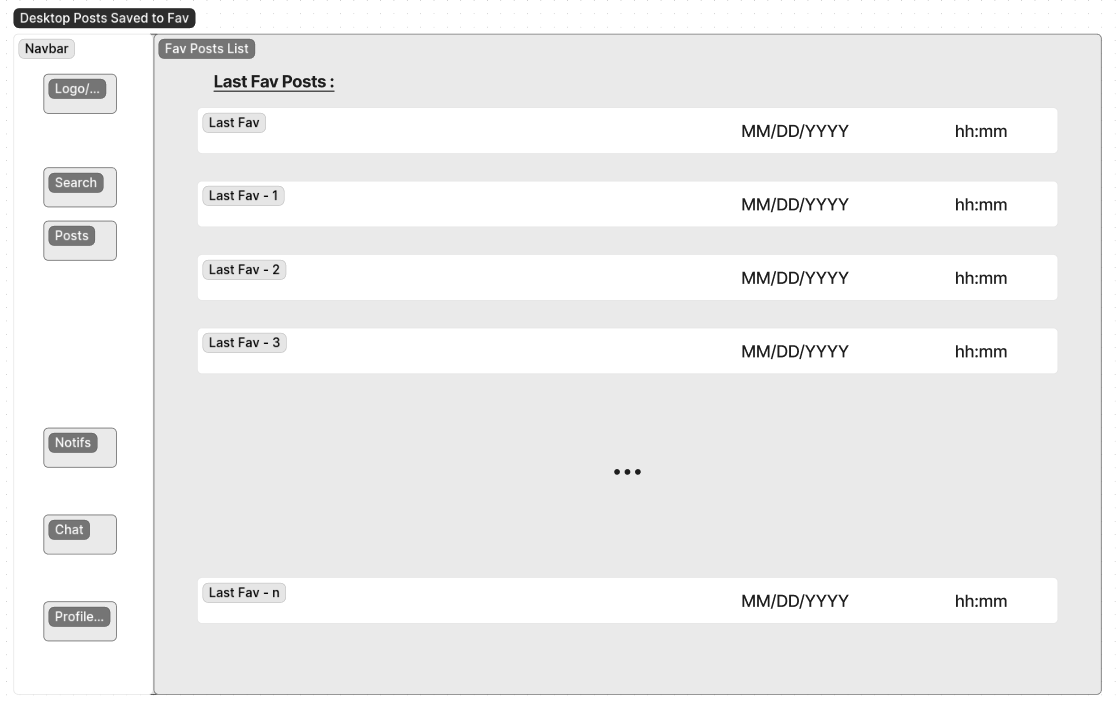 Desktop Posts Saved to Fav
Navbar
Logo/...
Search
Posts
Notifs
Chat
Profile...
Fav Posts List
Last Fav Posts :
Last Fav MM/DD/YYYY hh:mm
Last Fav - 1 MM/DD/YYYY hh:mm
Last Fav - 2 MM/DD/YYYY hh:mm
Last Fav - 3 MM/DD/YYYY hh:mm
...
Last Fav - n MM/DD/YYYY hh:mm